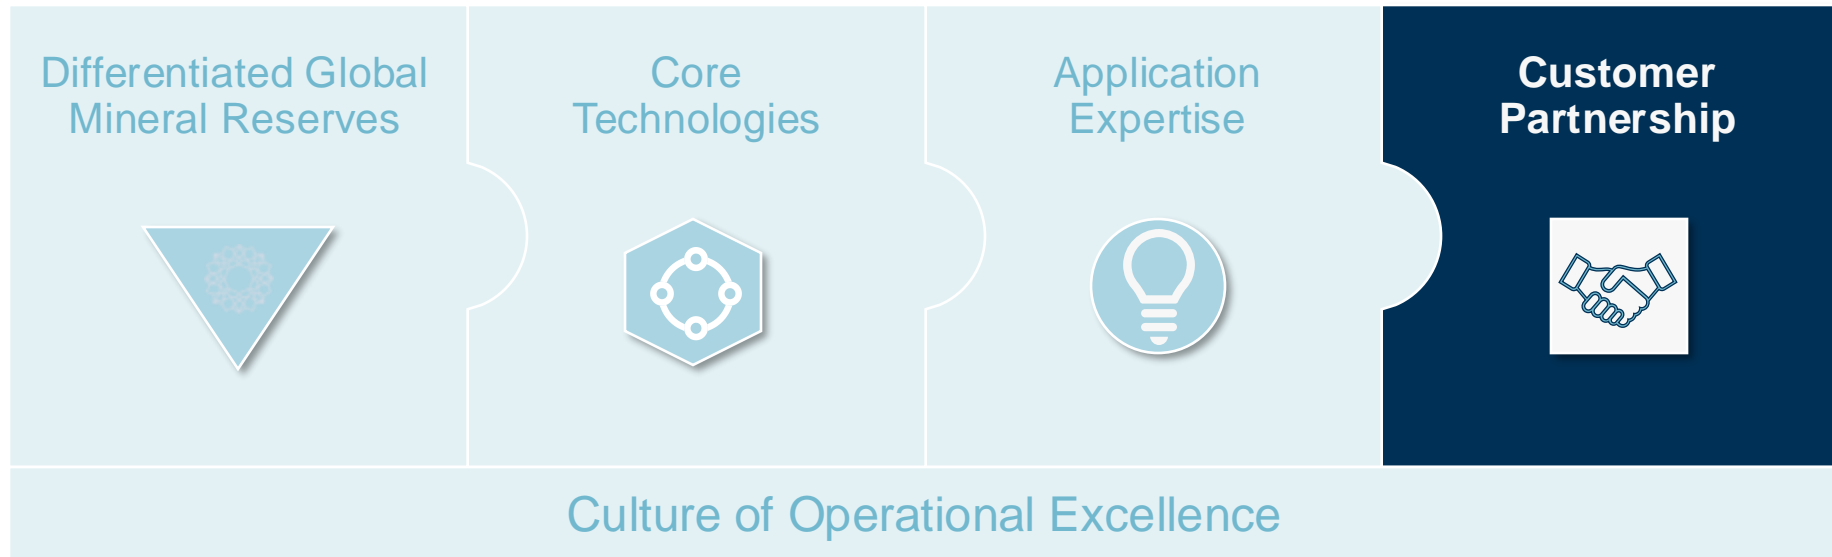 Differentiated Global
Mineral Reserves
Core
Technologies
Application
Expertise
Customer
Partnership
Culture of Operational Excellence